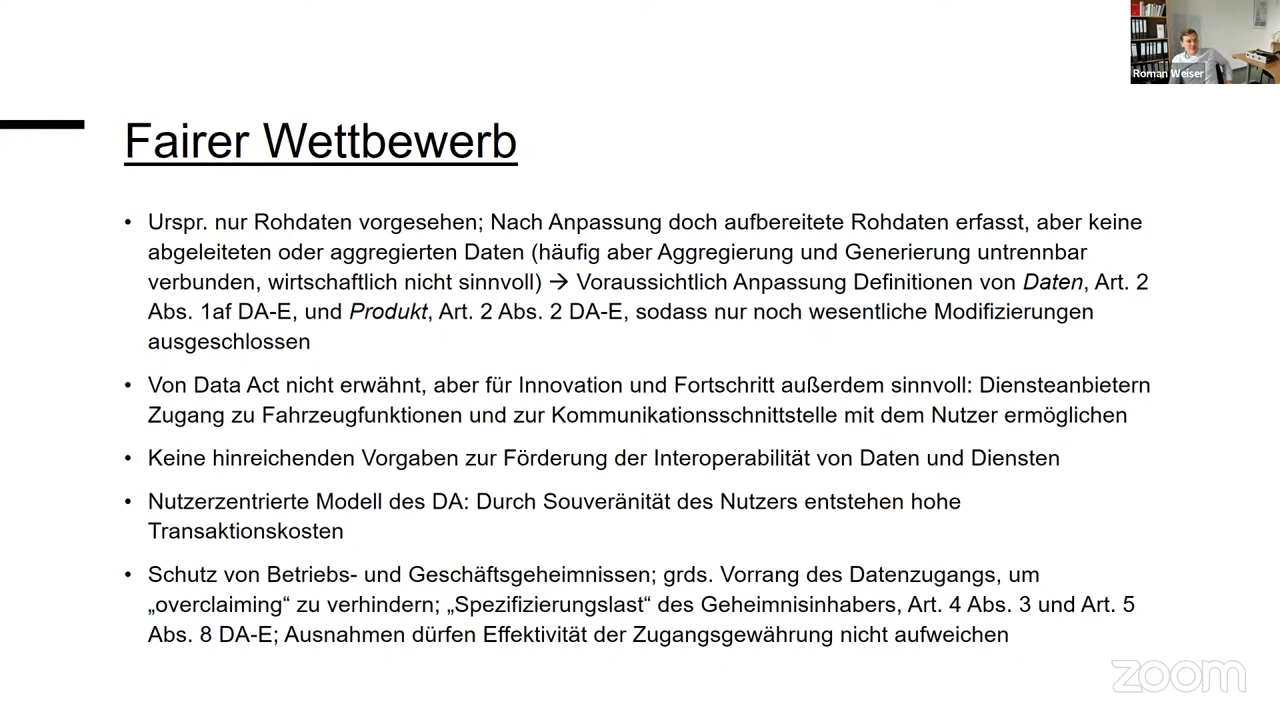 Roman Weiser
Fairer Wettbewerb
• Urspr. nur Rohdaten vorgesehen; Nach Anpassung doch aufbereitete Rohdaten erfasst, aber keine
abgeleiteten oder aggregierten Daten (häufig aber Aggregierung und Generierung untrennbar
verbunden, wirtschaftlich nicht sinnvoll) → Voraussichtlich Anpassung Definitionen von Daten, Art. 2
Abs. 1af DA-E, und Produkt, Art. 2 Abs. 2 DA-E, sodass nur noch wesentliche Modifizierungen
ausgeschlossen
• Von Data Act nicht erwähnt, aber für Innovation und Fortschritt außerdem sinnvoll: Diensteanbietern
Zugang zu Fahrzeugfunktionen und zur Kommunikationsschnittstelle mit dem Nutzer ermöglichen
• Keine hinreichenden Vorgaben zur Förderung der Interoperabilität von Daten und Diensten
• Nutzerzentrierte Modell des DA: Durch Souveränität des Nutzers entstehen hohe
Transaktionskosten
• Schutz von Betriebs- und Geschäftsgeheimnissen; grds. Vorrang des Datenzugangs, um
„overclaiming“ zu verhindern; „Spezifizierungslast“ des Geheimnisinhabers, Art. 4 Abs. 3 und Art. 5
Abs. 8 DA-E; Ausnahmen dürfen Effektivität der Zugangsgewährung nicht aufweichen
zoom